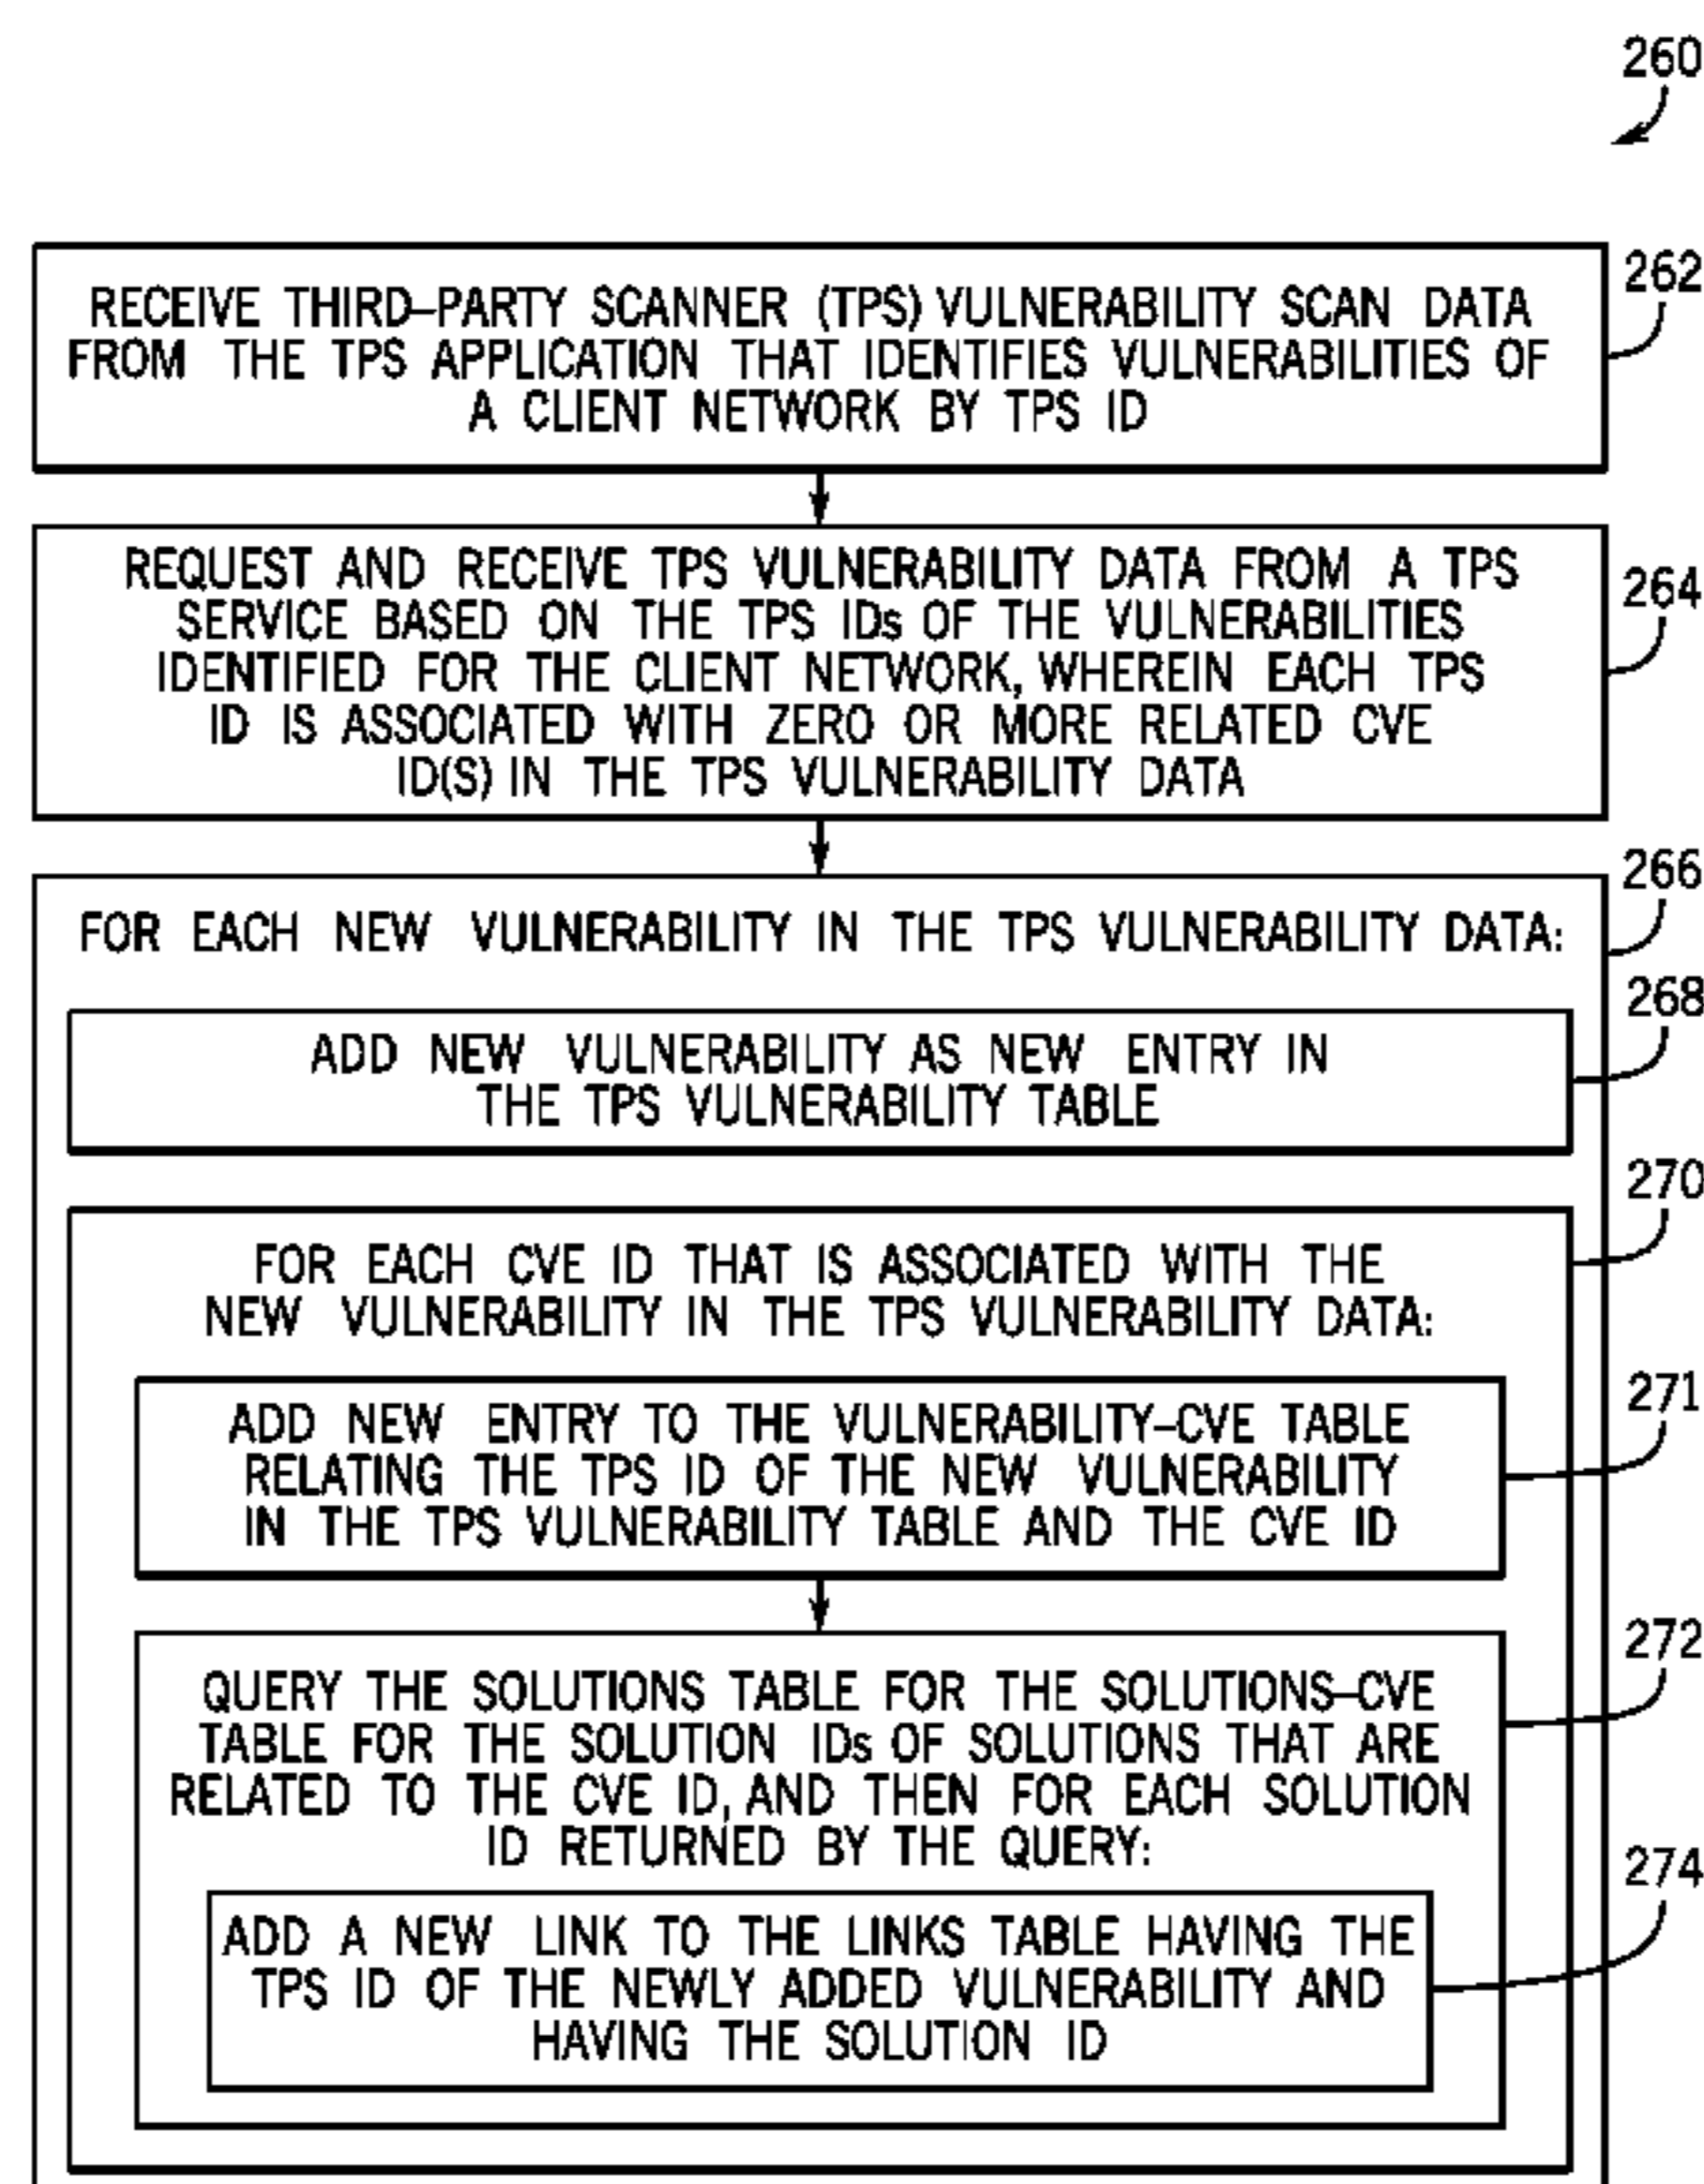 260
262
RECEIVE THIRD–PARTY SCANNER (TPS) VULNERABILITY SCAN DATA
FROM THE TPS APPLICATION THAT IDENTIFIES VULNERABILITIES OF
A CLIENT NETWORK BY TPS ID
264
REQUEST AND RECEIVE TPS VULNERABILITY DATA FROM A TPS
SERVICE BASED ON THE TPS IDs OF THE VULNERABILITIES
IDENTIFIED FOR THE CLIENT NETWORK, WHEREIN EACH TPS
ID IS ASSOCIATED WITH ZERO OR MORE RELATED CVE
ID(S) IN THE TPS VULNERABILITY DATA
266
FOR EACH NEW VULNERABILITY IN THE TPS VULNERABILITY DATA:
268
ADD NEW VULNERABILITY AS NEW ENTRY IN
THE TPS VULNERABILITY TABLE
270
FOR EACH CVE ID THAT IS ASSOCIATED WITH THE
NEW VULNERABILITY IN THE TPS VULNERABILITY DATA:
271
ADD NEW ENTRY TO THE VULNERABILITY–CVE TABLE
RELATING THE TPS ID OF THE NEW VULNERABILITY
IN THE TPS VULNERABILITY TABLE AND THE CVE ID
272
QUERY THE SOLUTIONS TABLE FOR THE SOLUTIONS–CVE
TABLE FOR THE SOLUTION IDs OF SOLUTIONS THAT ARE
RELATED TO THE CVE ID, AND THEN FOR EACH SOLUTION
ID RETURNED BY THE QUERY:
274
ADD A NEW LINK TO THE LINKS TABLE HAVING THE
TPS ID OF THE NEWLY ADDED VULNERABILITY AND
HAVING THE SOLUTION ID